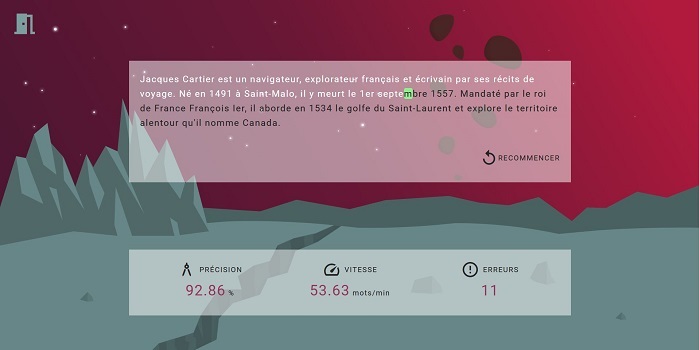 Jacques Cartier est un navigateur, explorateur français et écrivain par ses récits de
voyage. Né en 1491 à Saint-Malo, il y meurt le 1er septembre 1557. Mandaté par le roi
de France François Ier, il aborde en 1534 le golfe du Saint-Laurent et explore le territoire
alentour qu'il nomme Canada.
RECOMMENCER
PRÉCISION VITESSE ERREURS
92.86 % 53.63 mots/min 11